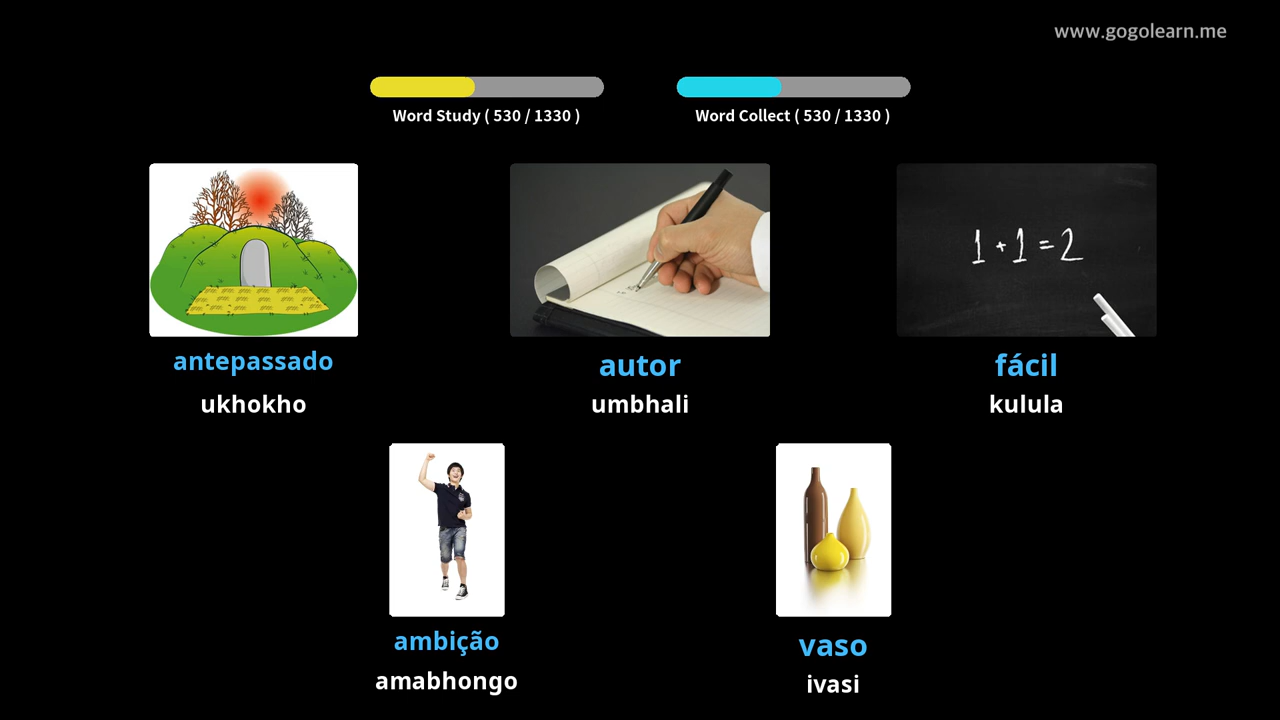 www.gogolearn.me
Word Study ( 530 / 1330 )
Word Collect ( 530 / 1330 )
1 + 1 = 2
antepassado
autor
fácil
ukhokho
umbhali
kulula
ambição
vaso
amabhongo
ivasi